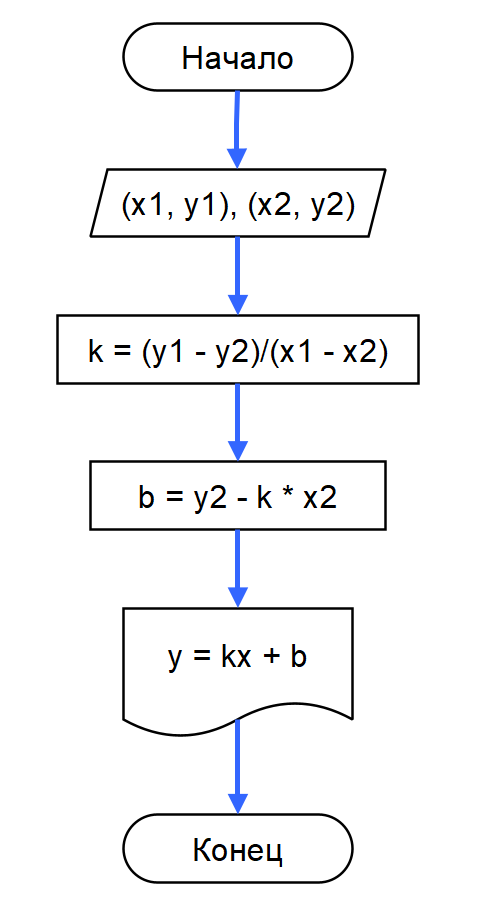 Начало
(x1, y1), (x2, y2)
k = (y1 - y2)/(x1 - x2)
b = y2 - k * x2
y = kx + b
Конец